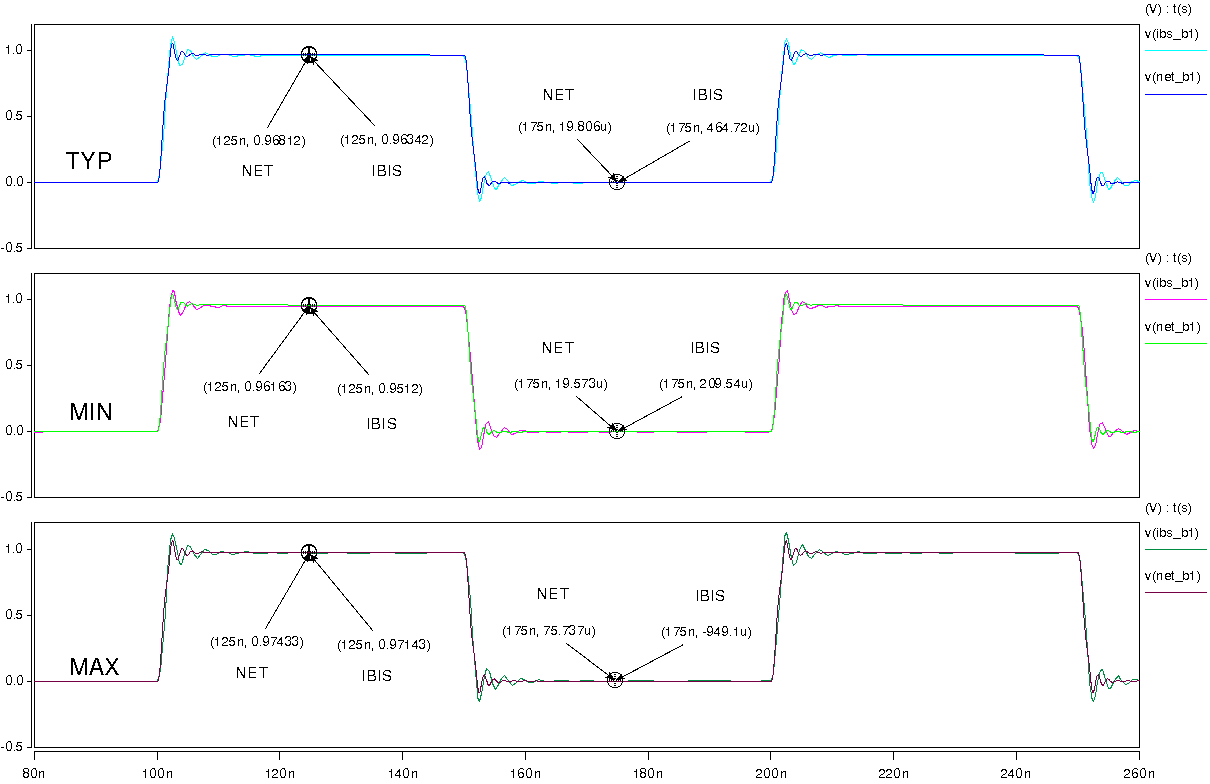 (V) : t(s)
v(ibs_b1)
v(net_b1)
1.0
0.5
0.0
-0.5
TYP
(125n, 0.96812)
NET
(125n, 0.96342)
IBIS
NET
(175n, 19.806u)
IBIS
(175n, 464.72u)
(V) : t(s)
v(ibs_b1)
v(net_b1)
1.0
0.5
0.0
-0.5
MIN
(125n, 0.96163)
NET
(125n, 0.9512)
IBIS
NET
(175n, 19.573u)
IBIS
(175n, 209.54u)
(V) : t(s)
v(ibs_b1)
v(net_b1)
1.0
0.5
0.0
-0.5
MAX
(125n, 0.97433)
NET
(125n, 0.97143)
IBIS
NET
(175n, 75.737u)
IBIS
(175n, -949.1u)
80n 100n 120n 140n 160n 180n 200n 220n 240n 260n